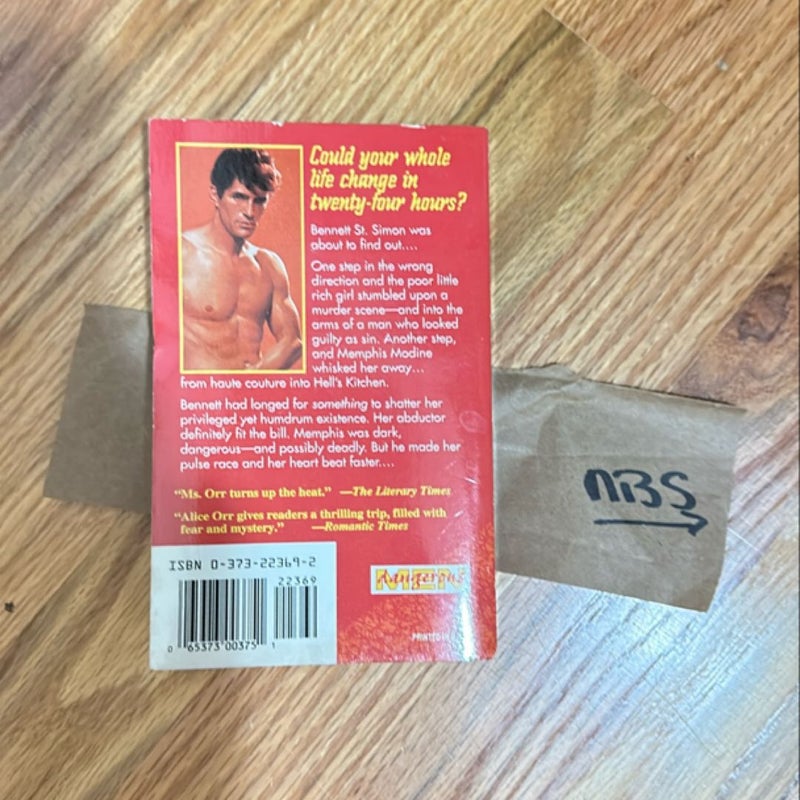 Could your whole
life change in
twenty-four hours?
Bennett St. Simon was
about to find out....
One step in the wrong
direction and the poor little
rich girl stumbled upon a
murder scene—and into the
arms of a man who looked
guilty as sin. Another step,
and Memphis Modine
whisked her away...
from haute couture into Hell's Kitchen.
Bennett had longed for something to shatter her
privileged yet humdrum existence. Her abductor
definitely fit the bill. Memphis was dark,
dangerous—and possibly deadly. But he made her
pulse race and her heart beat faster....
"Ms. Orr turns up the heat." —The Literary Times
"Alice Orr gives readers a thrilling trip, filled with
fear and mystery." —Romantic Times
ISBN 0-373-22369-2
22369
0 65373 00375 1
dangerous
MEN
PRINTED
NBS